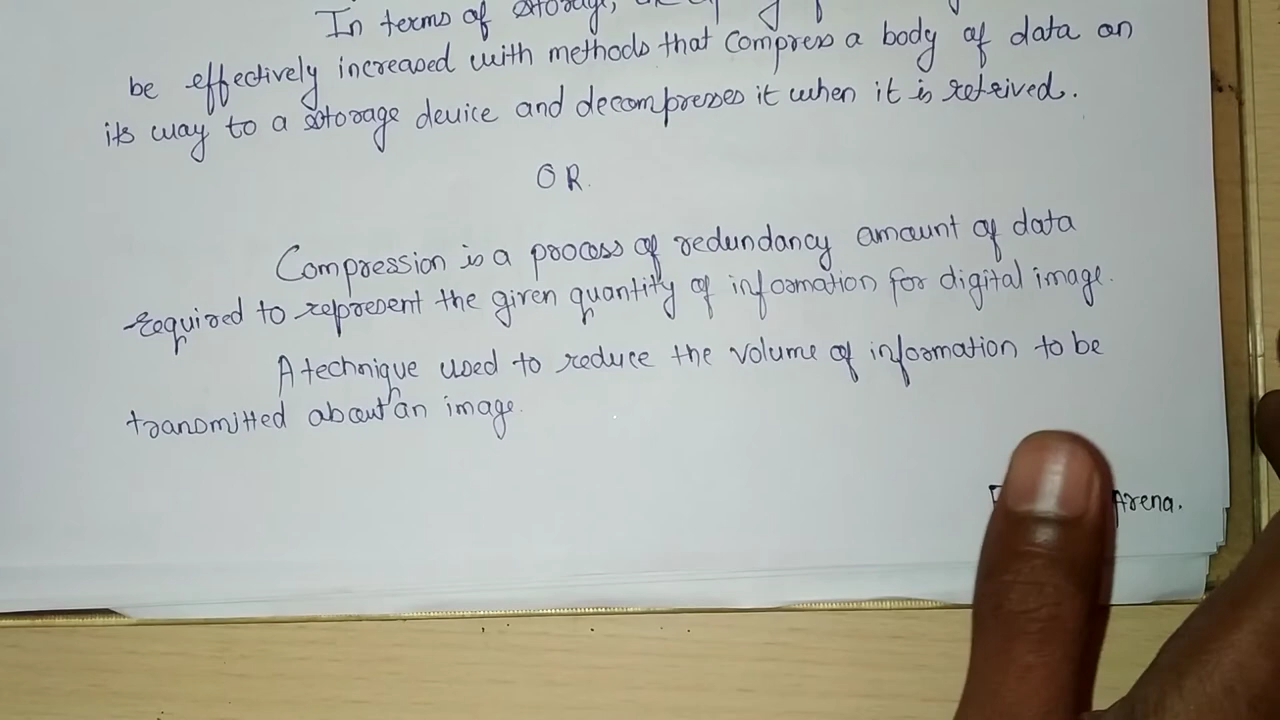 In terms of storage,
be effectively increased with methods that compress a body of data on
its way to a storage device and decompresses it when it is retrived.
OR.
Compression is a process of redundancy amount of data
required to represent the given quantity of information for digital image.
A technique used to reduce the volume of information to be
transmitted about an image.
Arena.